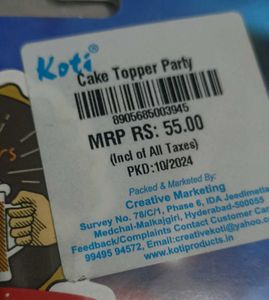 Koti®
Cake Topper Party
8905685003945
MRP RS: 55.00
(Incl of All Taxes)
PKD:10/2024
Packed & Marketed By:
Creative Marketing
Survey No. 78/C/1, Phase 6, IDA Jeedimetla
Medchal-Malkajgiri, Hyderabad-500055
Feedback/Complaints Contact Customer Care
99495 94572, Email:creativekoti@yahoo.
www.kotiproducts.in